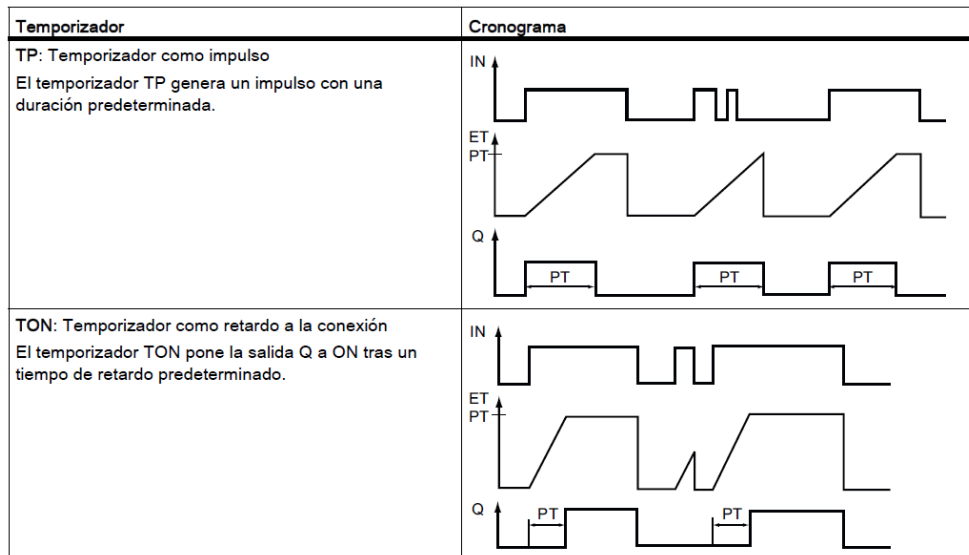 Temporizador
Cronograma
TP: Temporizador como impulso
El temporizador TP genera un impulso con una
duración predeterminada.
IN
ET
PT
Q
PT
PT
PT
TON: Temporizador como retardo a la conexión
El temporizador TON pone la salida Q a ON tras un
tiempo de retardo predeterminado.
IN
ET
PT
Q
PT
PT